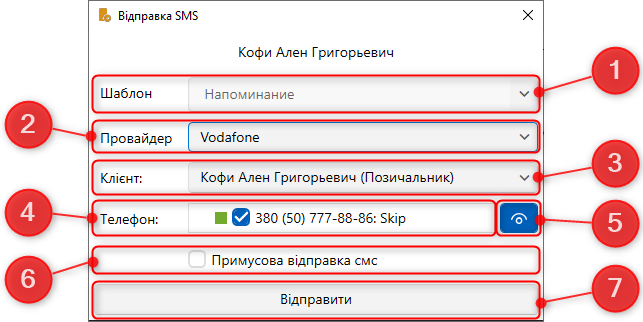 Відправка SMS
Кофи Ален Григорьевич
Шаблон Напоминание 1
2 Провайдер Vodafone
Клієнт: Кофи Ален Григорьевич (Позичальник) 3
4 Телефон: 380 (50) 777-88-86: Skip 5
6 Примусова відправка смс
Відправити 7